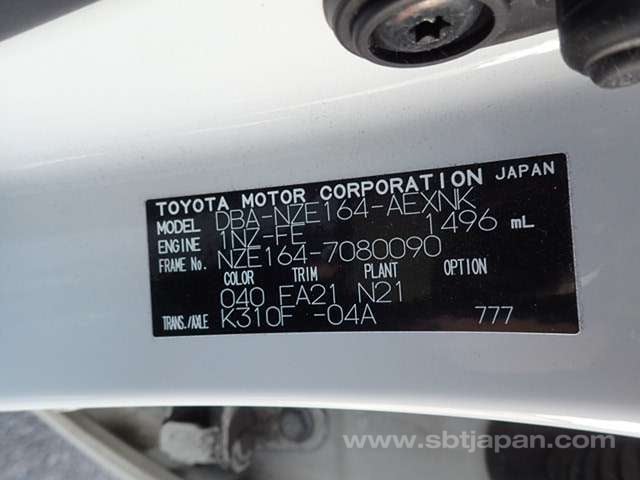 TOYOTA MOTOR CORPORATION JAPAN
MODEL DBA-NZE164-AEXNK
ENGINE 1NZ-FE 1496 mL
FRAME No. NZE164-7080090
COLOR TRIM PLANT OPTION
040 FA21 N21
TRANS./AXLE K310F -04A 777
www.sbtjapan.com